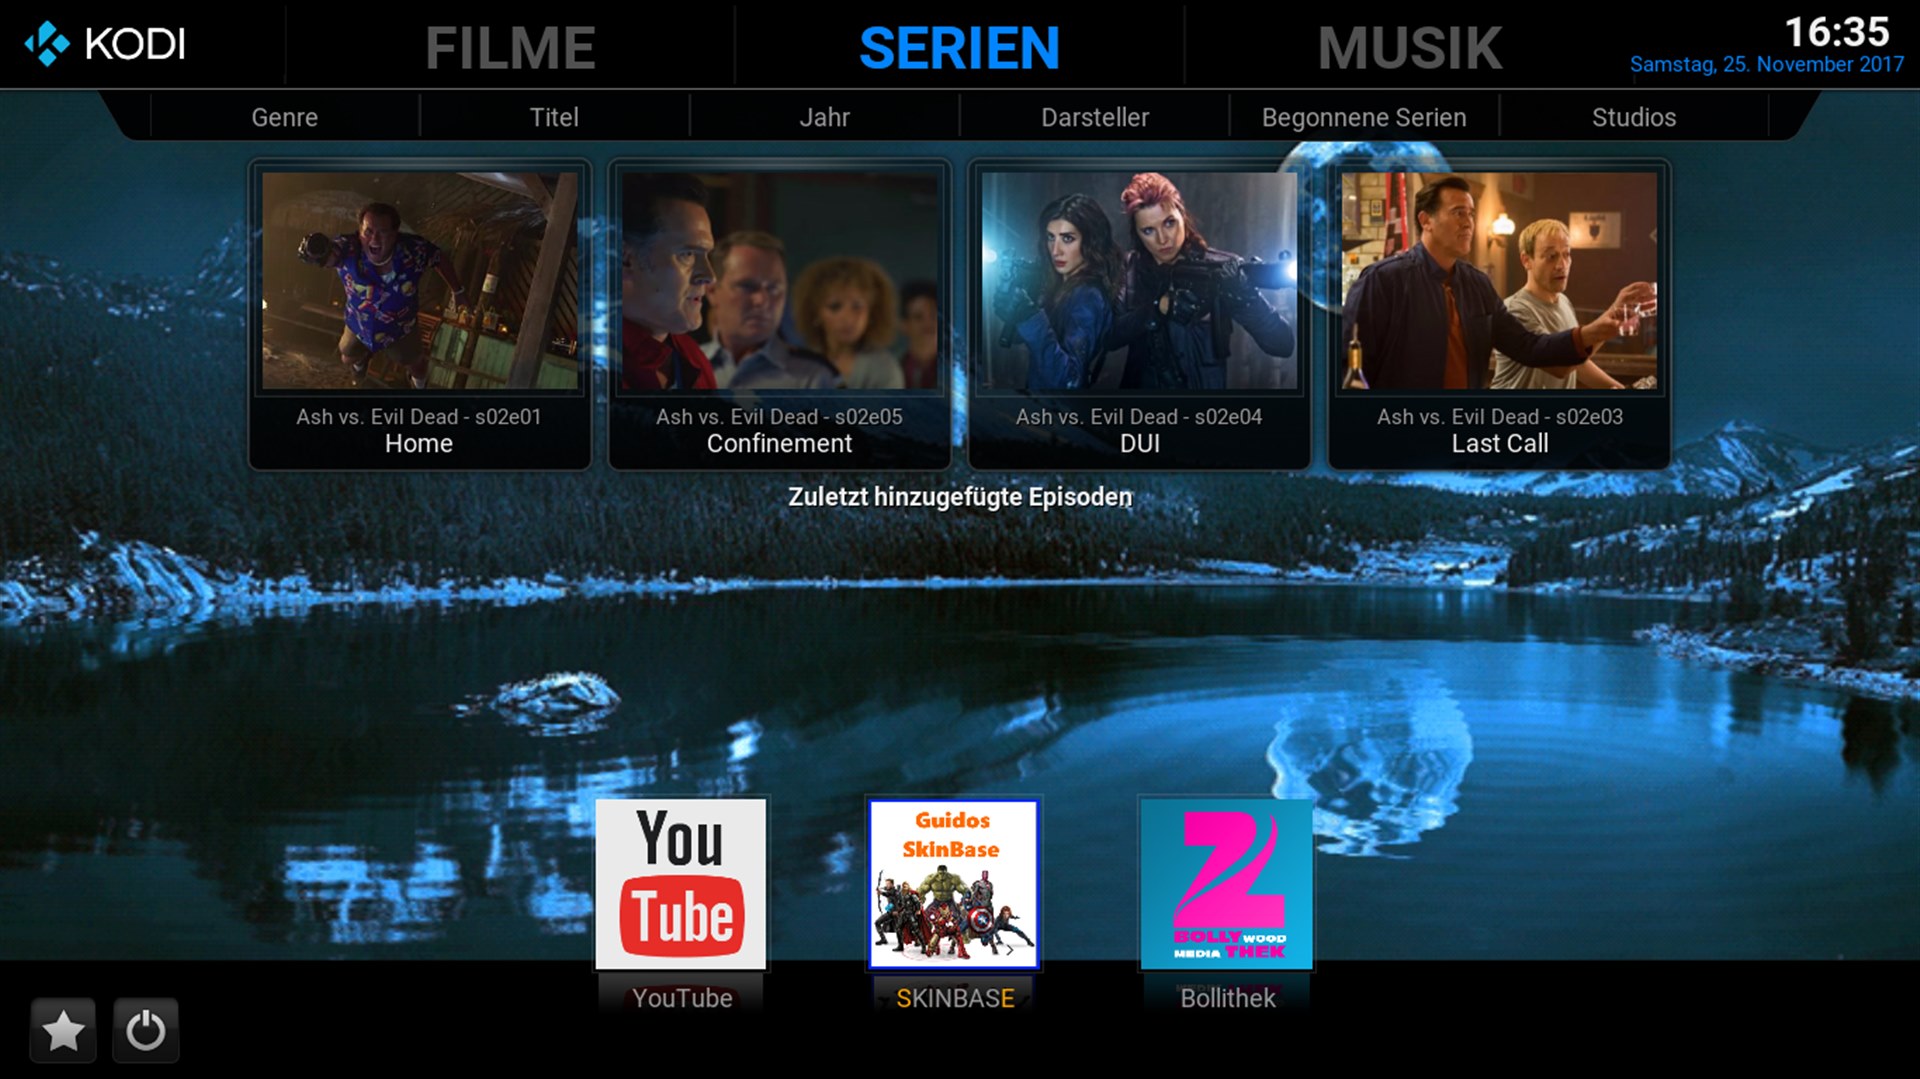 KODI
FILME
SERIEN
MUSIK
16:35
Samstag, 25. November 2017
Genre
Titel
Jahr
Darsteller
Begonnene Serien
Studios
Light
Ash vs. Evil Dead - s02e01
Home
Ash vs. Evil Dead - s02e05
Confinement
Ash vs. Evil Dead - s02e04
DUI
Ash vs. Evil Dead - s02e03
Last Call
Zuletzt hinzugefügte Episoden
You
Tube
YouTube
Guidos
SkinBase
SKINBASE
BOLLYWOOD
MEDIA THEK
Bollithek